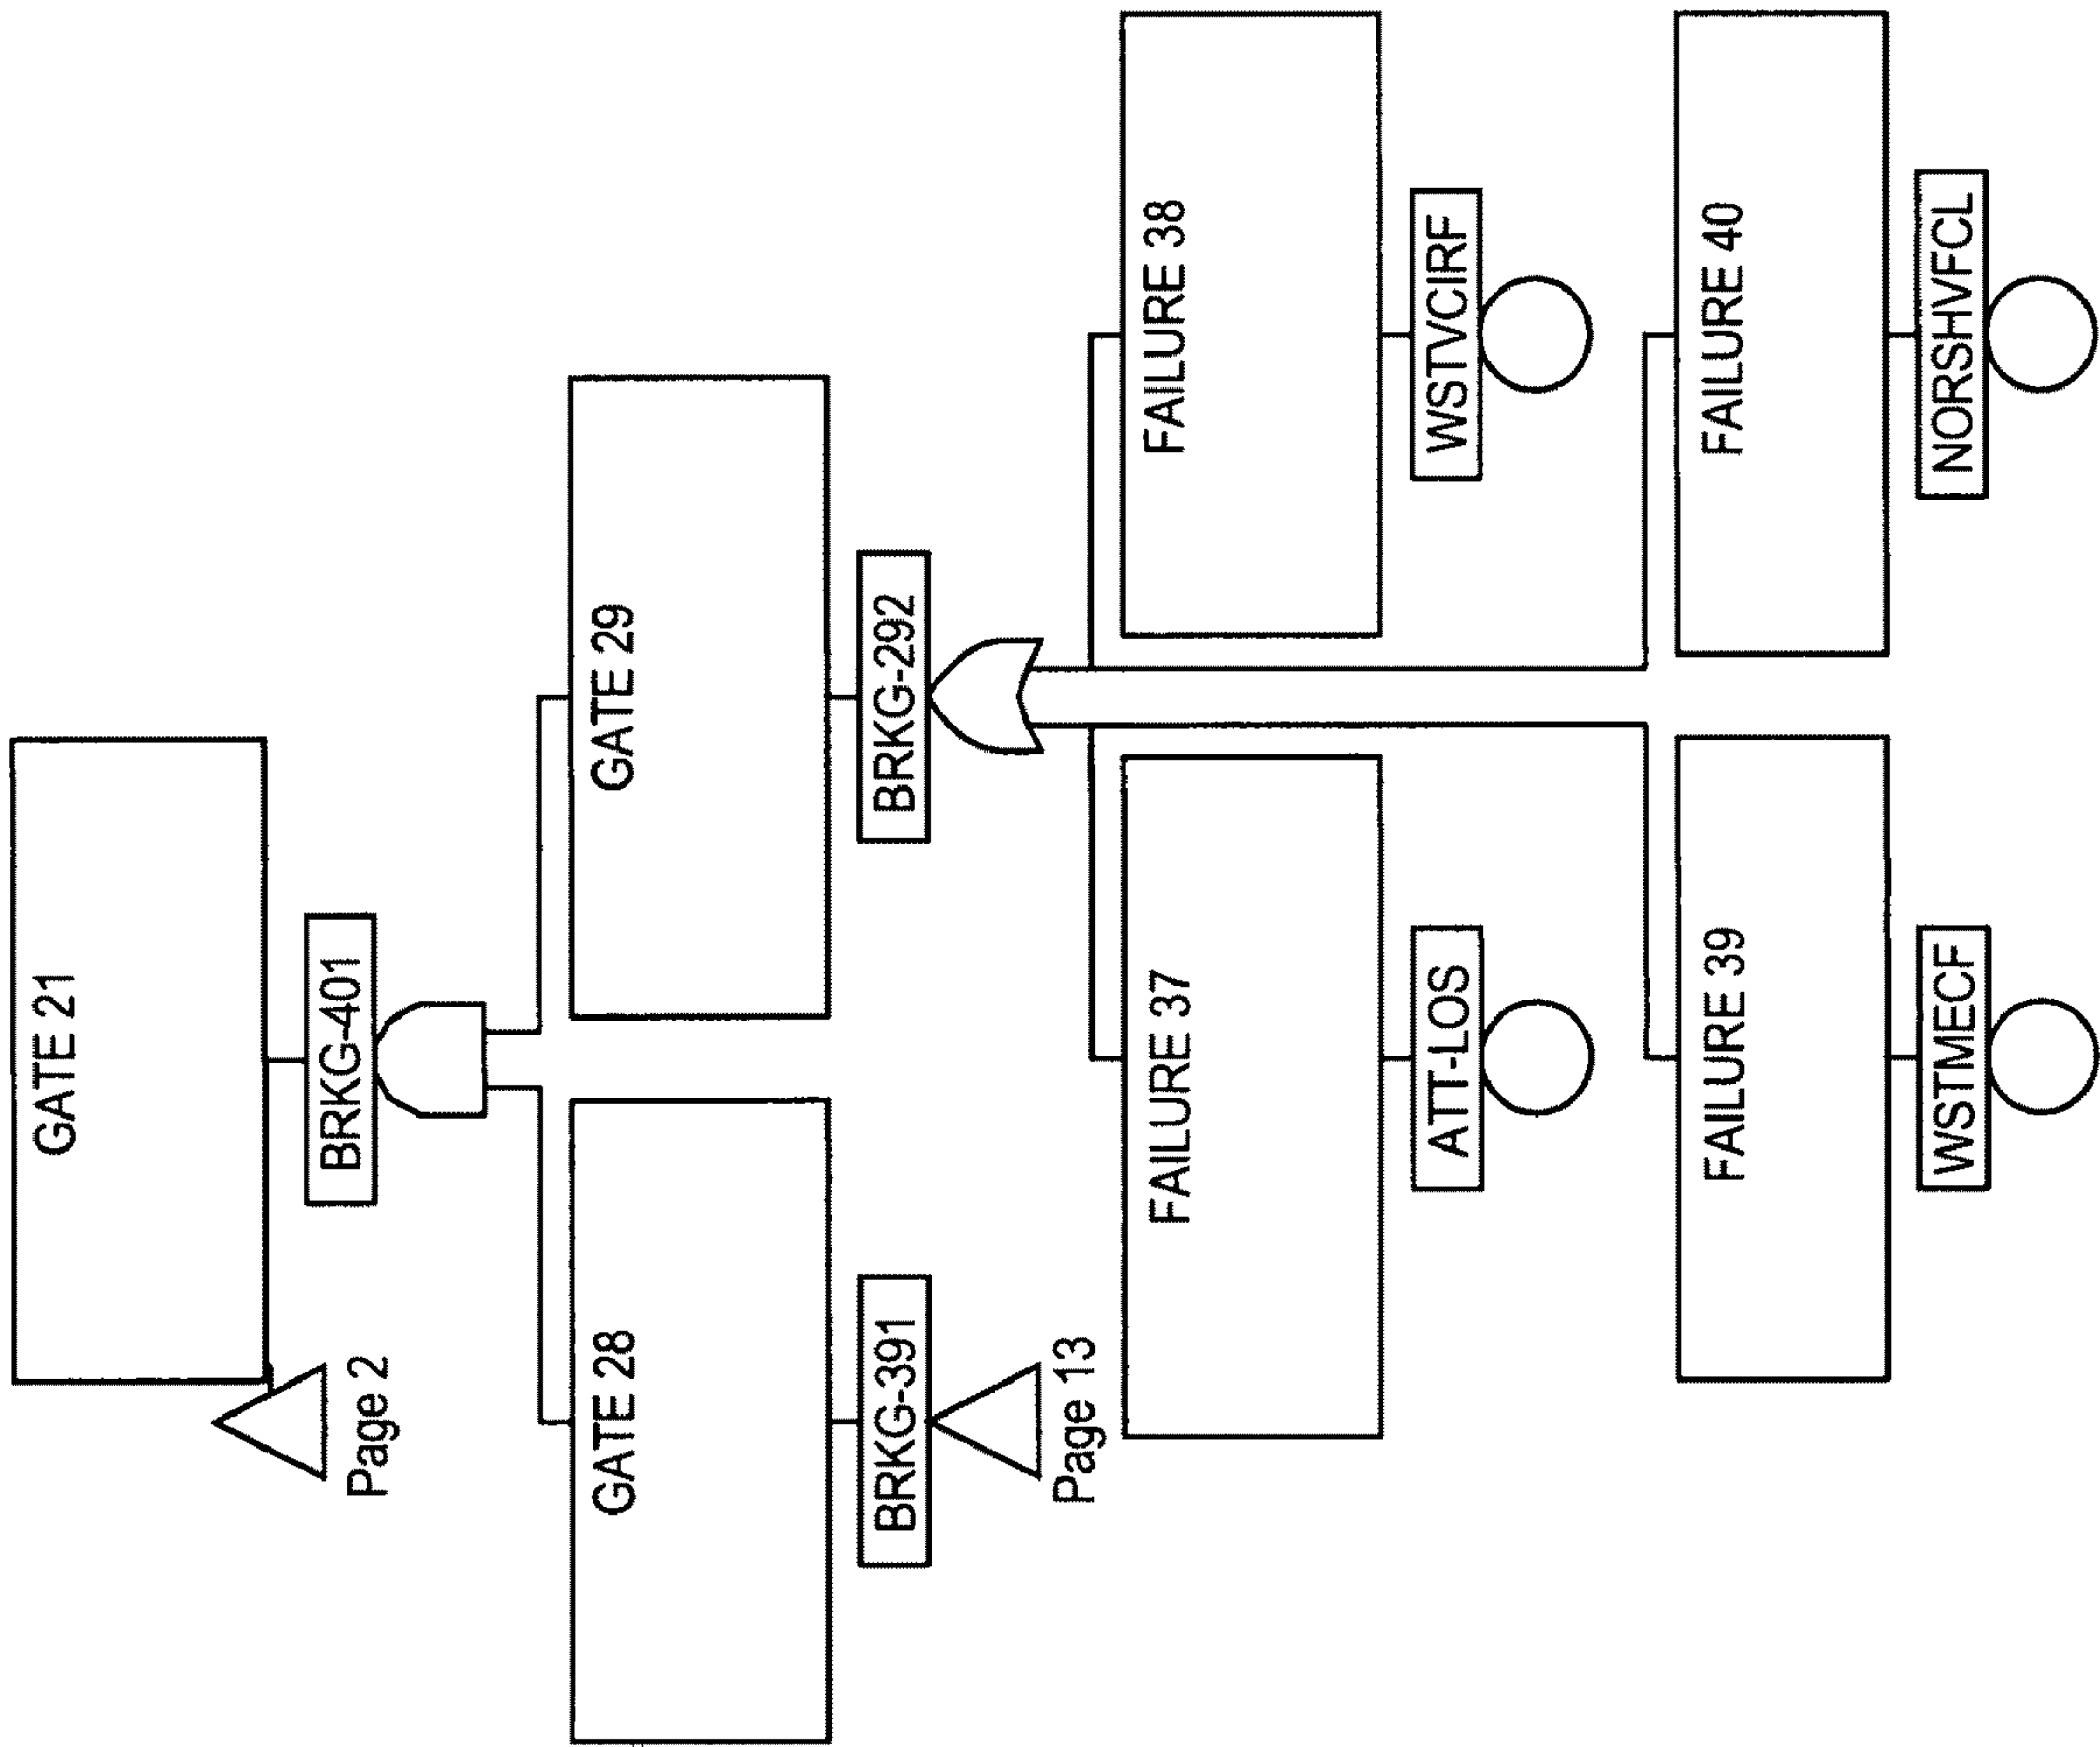 GATE 21
Page 2
BRKG-401
GATE 28
GATE 29
BRKG-391
BRKG-292
Page 13
FAILURE 37
FAILURE 38
ATT-LOS
WSTVCIRF
FAILURE 39
FAILURE 40
WSTMECF
NORSHVFCL